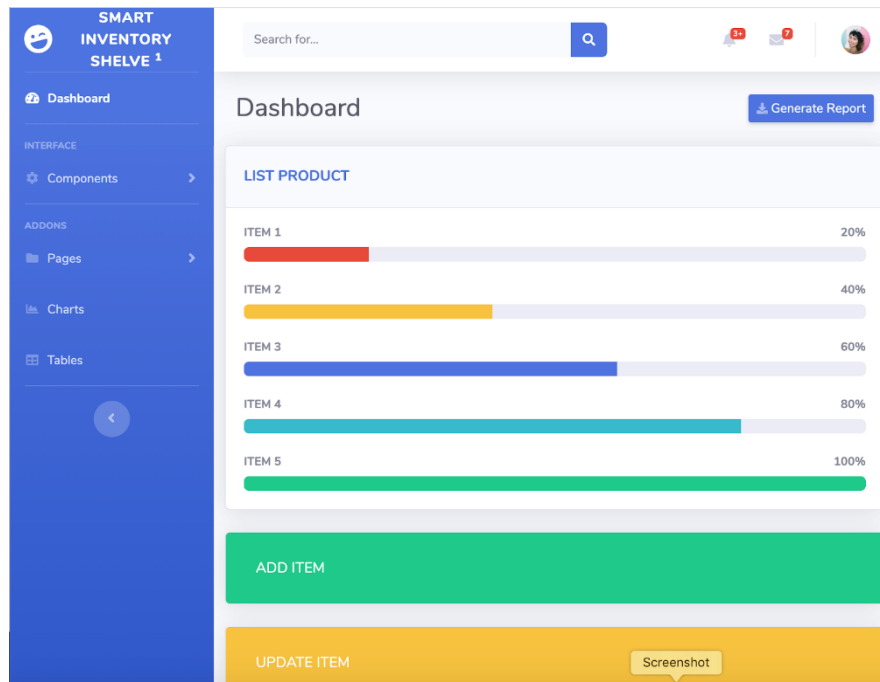 SMART
INVENTORY
SHELVE 1
Search for...
3+
7
Dashboard
INTERFACE
Components
ADDONS
Pages
Charts
Tables
Dashboard
Generate Report
LIST PRODUCT
ITEM 1 20%
ITEM 2 40%
ITEM 3 60%
ITEM 4 80%
ITEM 5 100%
ADD ITEM
UPDATE ITEM
Screenshot